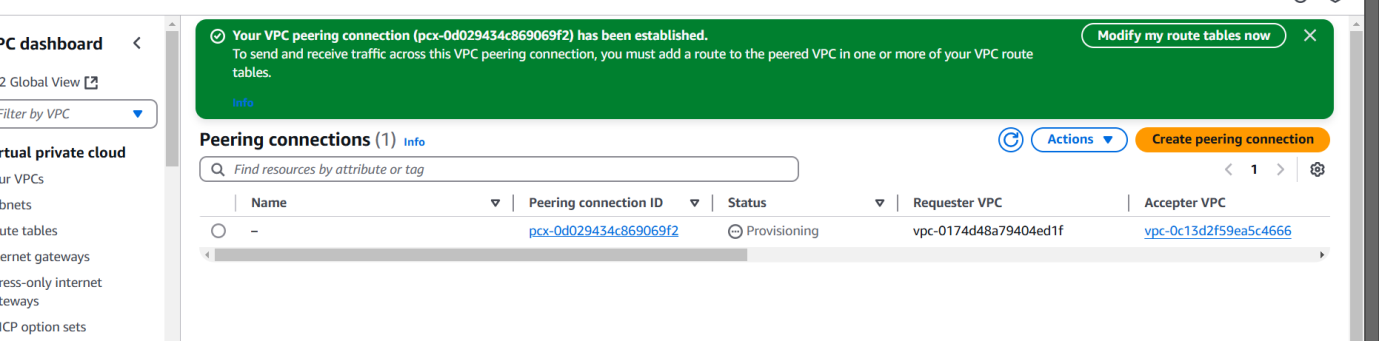 PC dashboard
2 Global View
Filter by VPC
rtual private cloud
ur VPCs
bnets
ute tables
ernet gateways
ress-only internet
teways
CP option sets
Your VPC peering connection (pcx-0d029434c869069f2) has been established.
To send and receive traffic across this VPC peering connection, you must add a route to the peered VPC in one or more of your VPC route
tables.
Info
Modify my route tables now
Peering connections (1) Info
Actions
Create peering connection
Find resources by attribute or tag
1
Name Peering connection ID Status Requester VPC Accepter VPC
– pcx-0d029434c869069f2 Provisioning vpc-0174d48a79404ed1f vpc-0c13d2f59ea5c4666